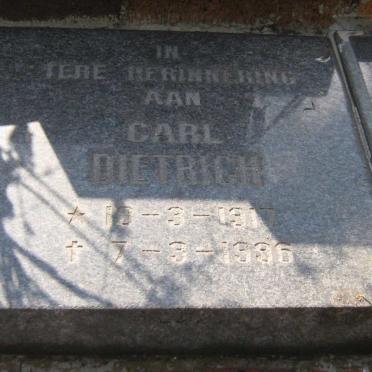 IN
TERE HERINNERING
AAN
CARL
DIETRICH
★ 10-3-1917
✝ 7-3-1986